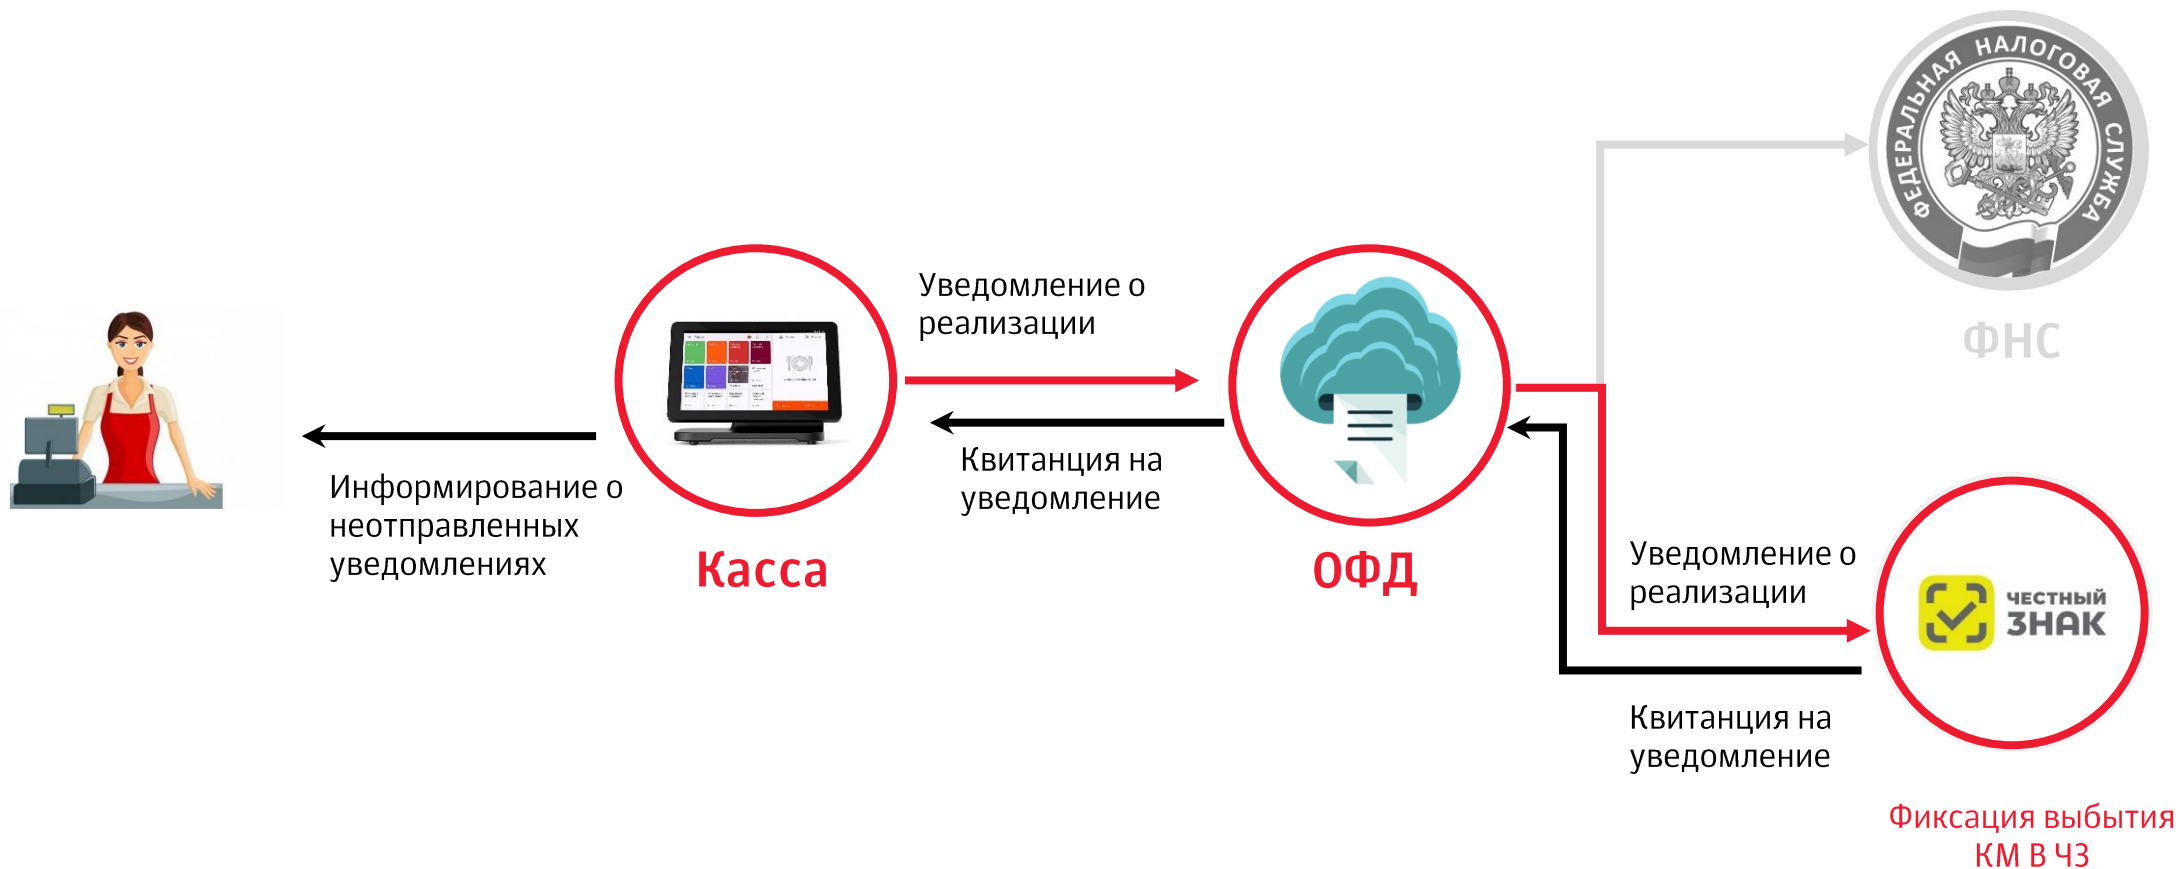 ФЕДЕРАЛЬНАЯ НАЛОГОВАЯ СЛУЖБА
ФНС
Уведомление о
реализации
Квитанция на
уведомление
Информирование о
неотправленных
уведомлениях
Касса
ОФД
Уведомление о
реализации
ЧЕСТНЫЙ
ЗНАК
Квитанция на
уведомление
Фиксация выбытия
КМ В ЧЗ